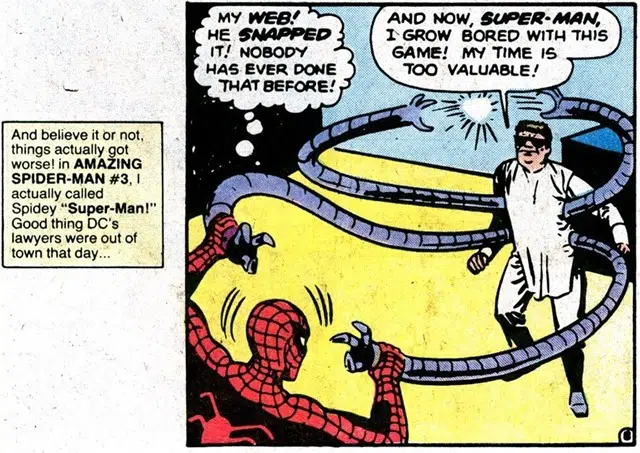 And believe it or not,
things actually got
worse! in AMAZING
SPIDER-MAN #3, I
actually called
Spidey "Super-Man!"
Good thing DC's
lawyers were out of
town that day...
MY WEB!
HE SNAPPED
IT! NOBODY
HAS EVER DONE
THAT BEFORE!
AND NOW, SUPER-MAN,
I GROW BORED WITH THIS
GAME! MY TIME IS
TOO VALUABLE!